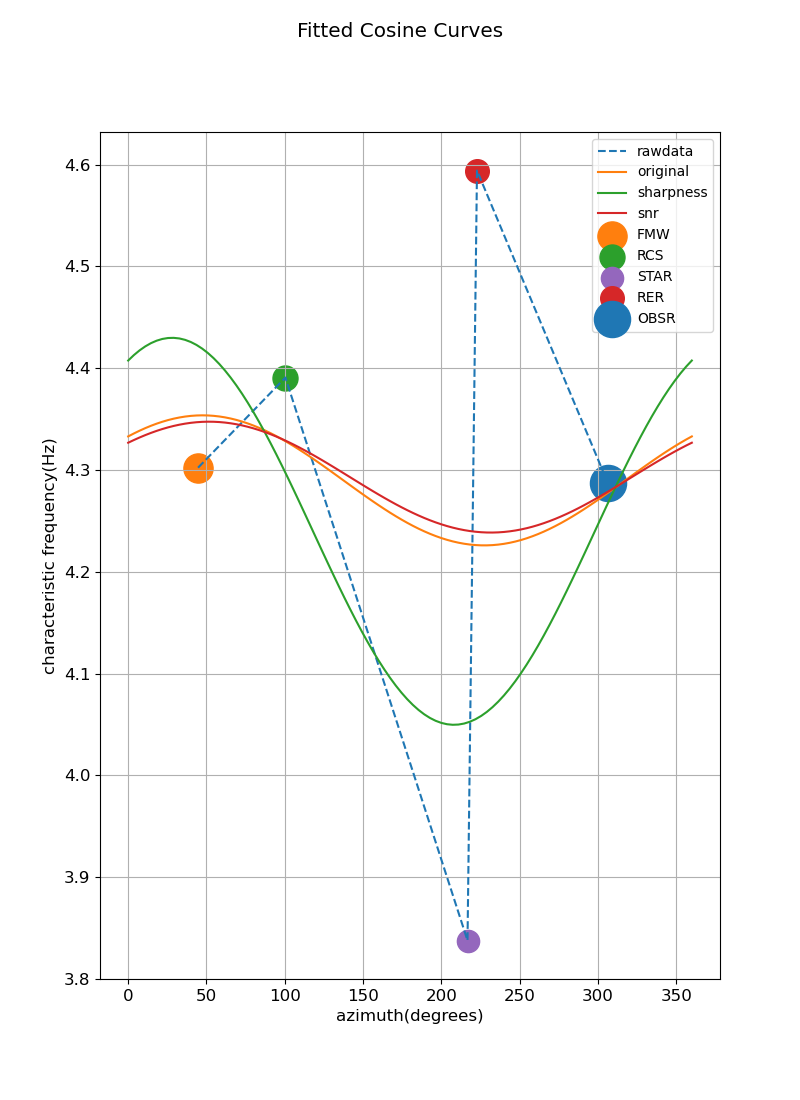 Fitted Cosine Curves
rawdata
original
sharpness
snr
FMW
RCS
STAR
RER
OBSR
characteristic frequency(Hz)
4.6
4.5
4.4
4.3
4.2
4.1
4.0
3.9
3.8
0 50 100 150 200 250 300 350
azimuth(degrees)